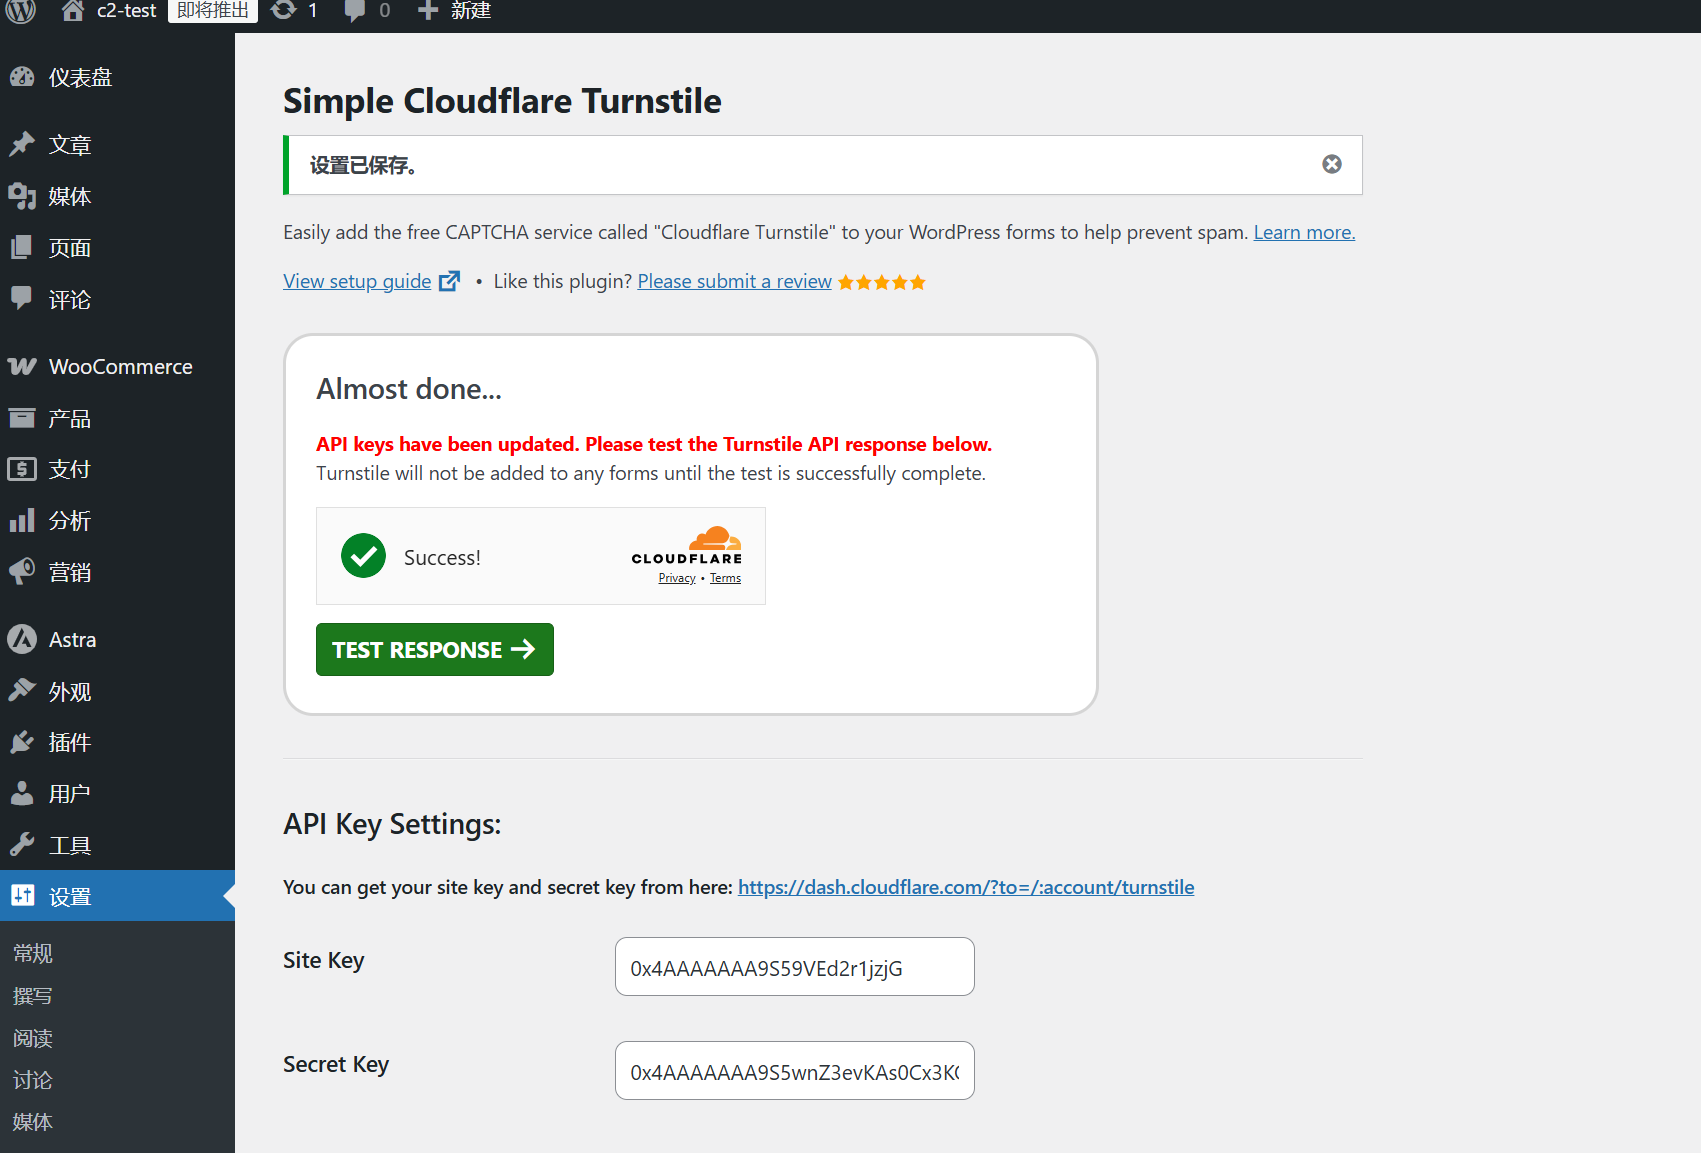 c2-test 即将推出 1 0 新建
仪表盘
文章
媒体
页面
评论
WooCommerce
产品
支付
分析
营销
Astra
外观
插件
用户
工具
设置
常规
撰写
阅读
讨论
媒体
Simple Cloudflare Turnstile
设置已保存。
Easily add the free CAPTCHA service called "Cloudflare Turnstile" to your WordPress forms to help prevent spam. Learn more.
View setup guide • Like this plugin? Please submit a review
Almost done...
API keys have been updated. Please test the Turnstile API response below.
Turnstile will not be added to any forms until the test is successfully complete.
Success!
CLOUDFLARE
Privacy • Terms
TEST RESPONSE
API Key Settings:
You can get your site key and secret key from here: https://dash.cloudflare.com/?to=/:account/turnstile
Site Key
0x4AAAAAAA9S59VEd2r1jzjG
Secret Key
0x4AAAAAAA9S5wnZ3evKAs0Cx3K